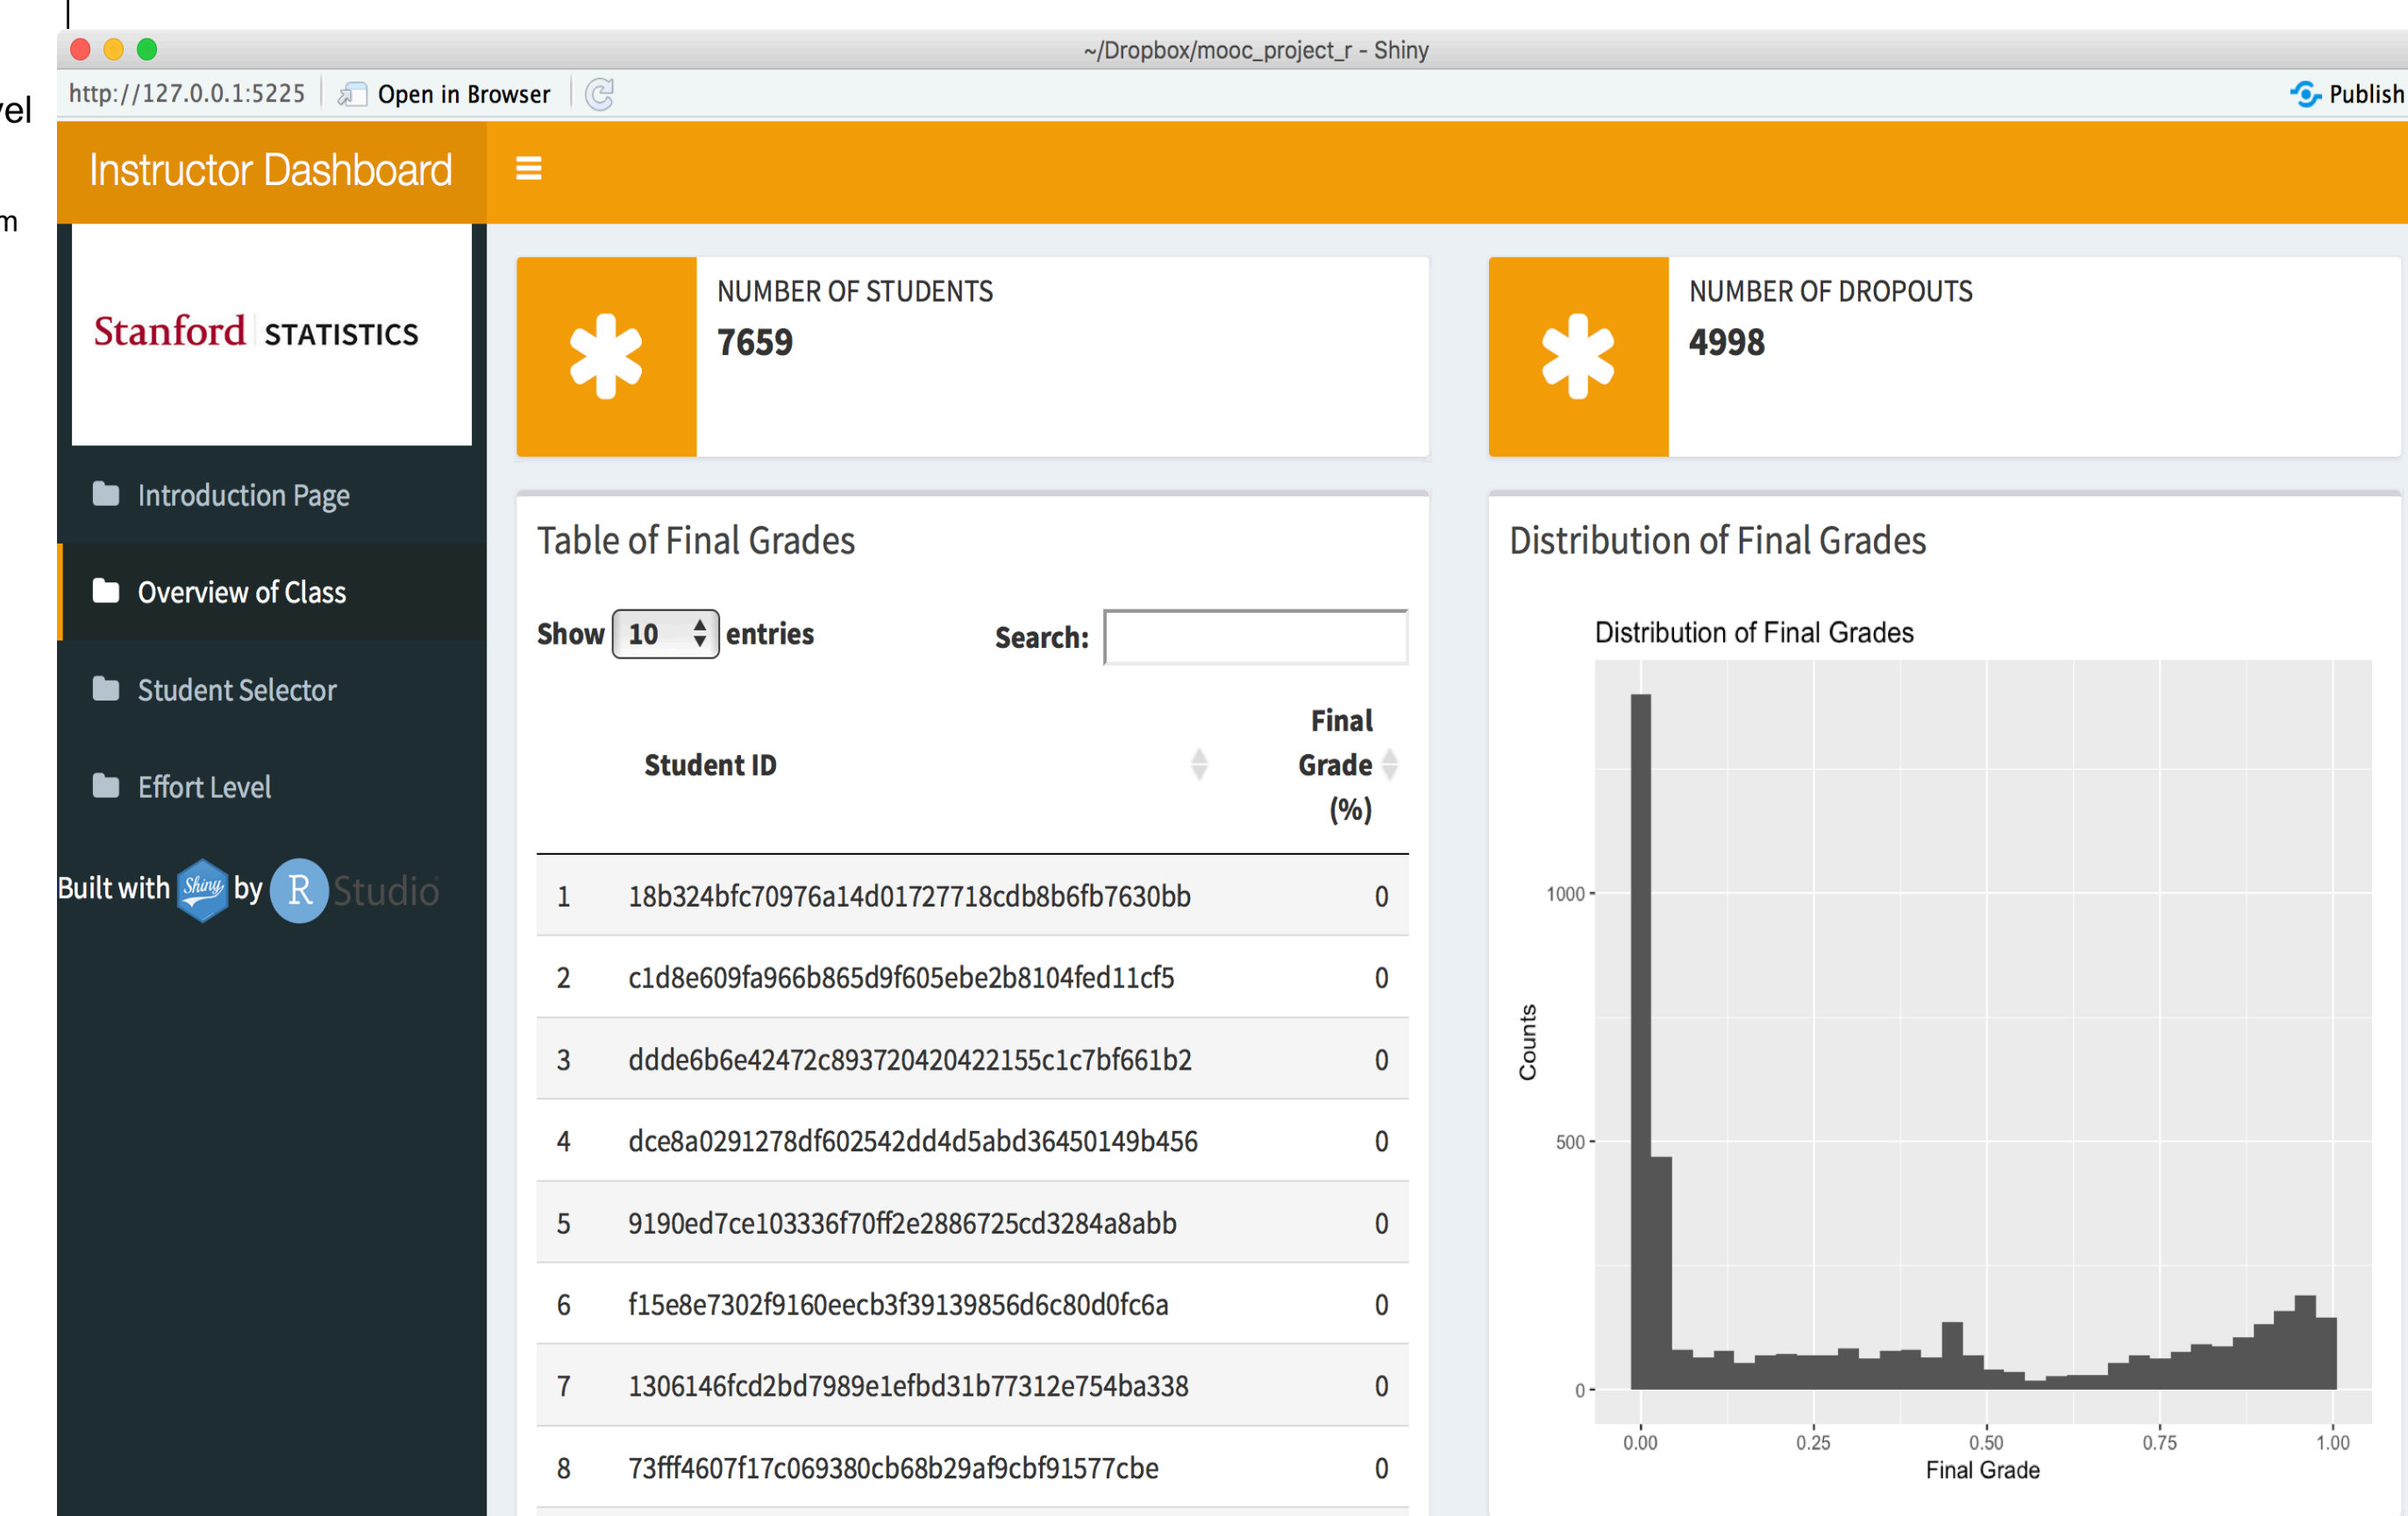 ~/Dropbox/mooc_project_r - Shiny
http://127.0.0.1:5225 Open in Browser Publish
Instructor Dashboard
Stanford STATISTICS
Introduction Page
Overview of Class
Student Selector
Effort Level
Built with Shiny by R Studio
NUMBER OF STUDENTS
7659
NUMBER OF DROPOUTS
4998
Table of Final Grades
Show 10 entries Search:
Student ID Final Grade (%)
1 18b324bfc70976a14d01727718cdb8b6fb7630bb 0
2 c1d8e609fa966b865d9f605ebe2b8104fed11cf5 0
3 ddde6b6e42472c893720420422155c1c7bf661b2 0
4 dce8a0291278df602542dd4d5abd36450149b456 0
5 9190ed7ce103336f70ff2e2886725cd3284a8abb 0
6 f15e8e7302f9160eecb3f39139856d6c80d0fc6a 0
7 1306146fcd2bd7989e1efbd31b77312e754ba338 0
8 73fff4607f17c069380cb68b29af9cbf91577cbe 0
Distribution of Final Grades
Distribution of Final Grades
Counts
1000
500
0
0.00 0.25 0.50 0.75 1.00
Final Grade